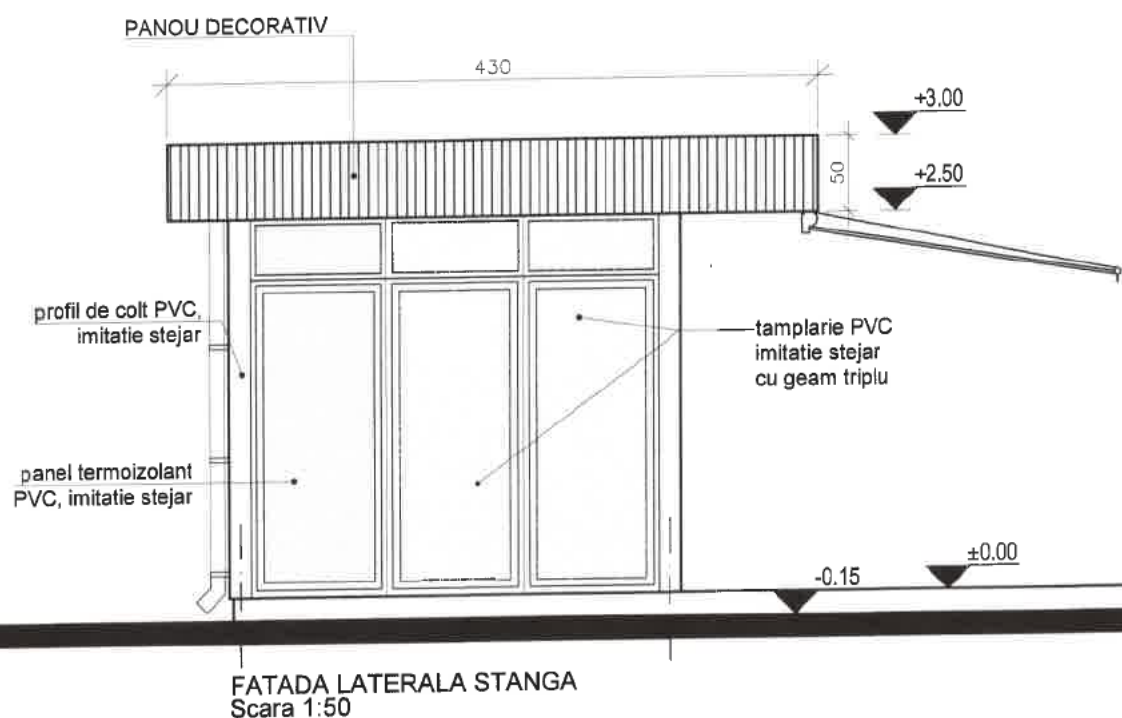 PANOU DECORATIV
430
+3.00
50
+2.50
profil de colt PVC,
imitatie stejar
tamplarie PVC
imitatie stejar
cu geam triplu
panel termoizolant
PVC, imitatie stejar
±0.00
-0.15
FATADA LATERALA STANGA
Scara 1:50